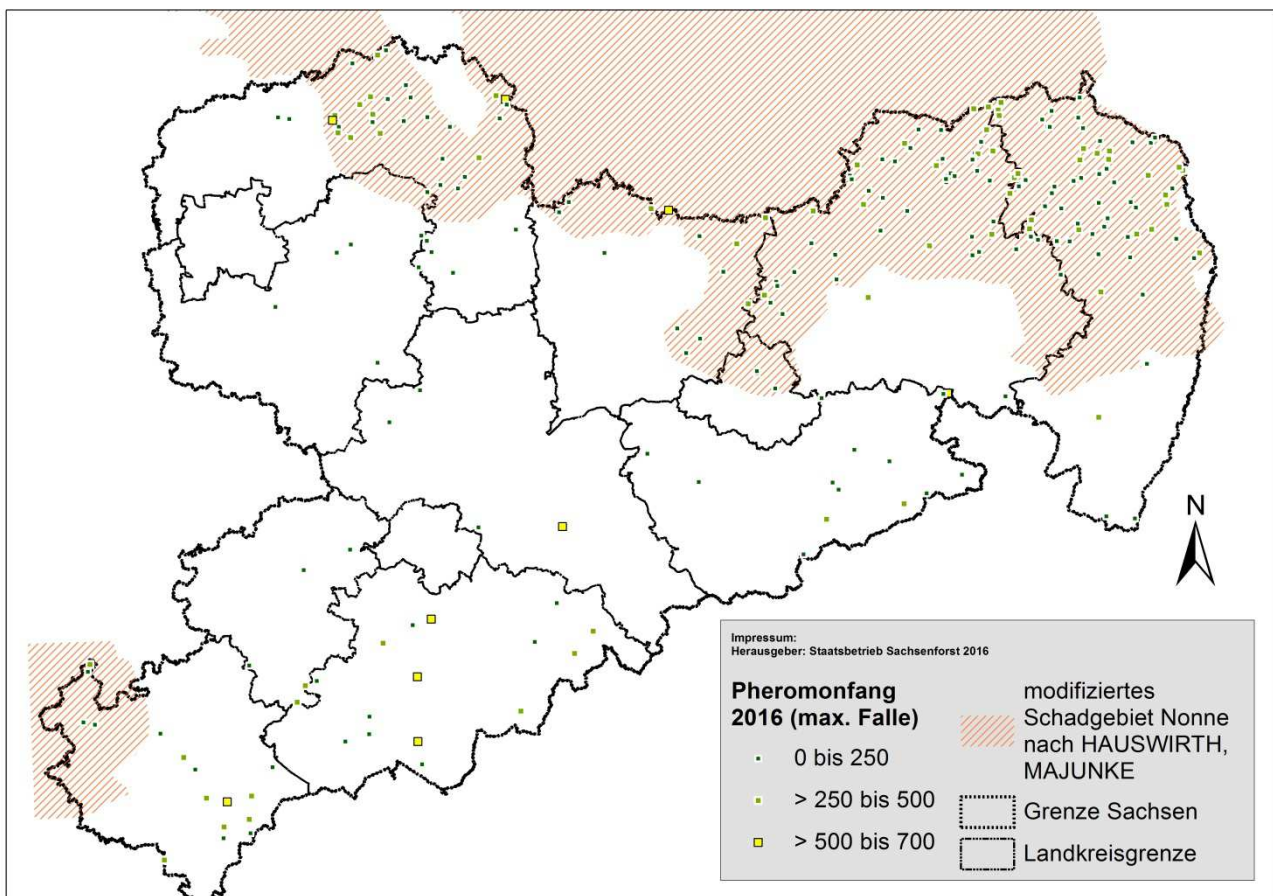 N
Impressum:
Herausgeber: Staatsbetrieb Sachsenforst 2016
Pheromonfang
2016 (max. Falle)
0 bis 250
> 250 bis 500
> 500 bis 700
modifiziertes
Schadgebiet Nonne
nach HAUSWIRTH,
MAJUNKE
Grenze Sachsen
Landkreisgrenze